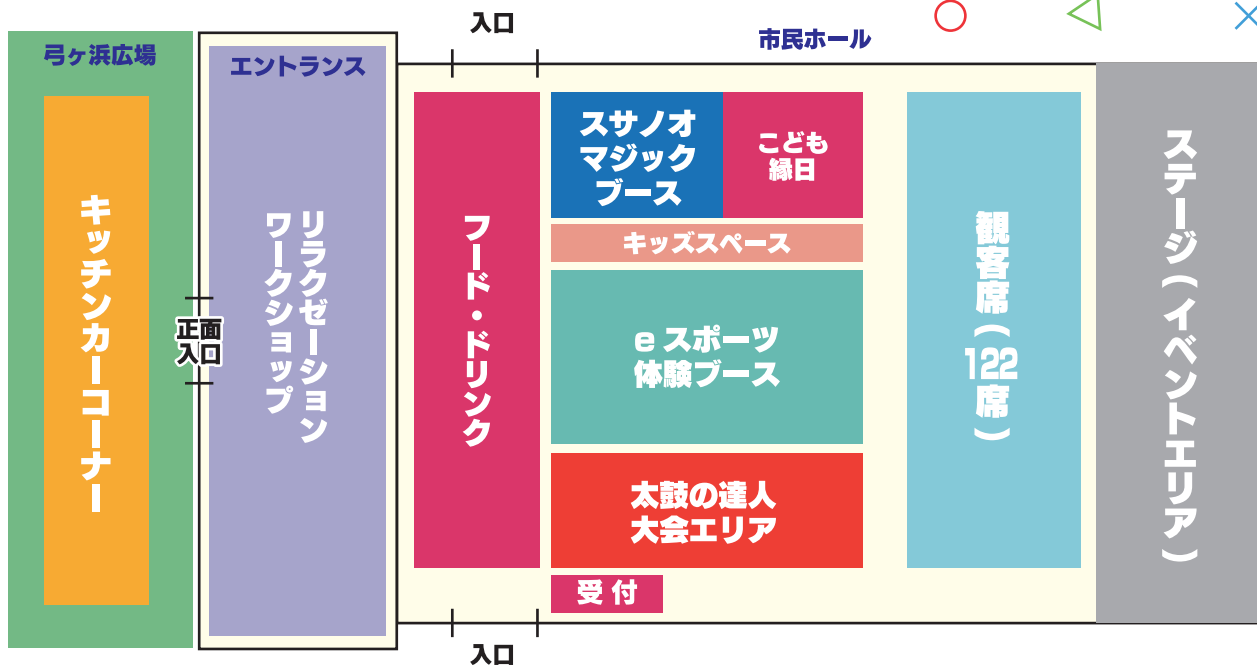 入口
市民ホール
弓ヶ浜広場
キッチンカーコーナー
正面
入口
エントランス
リラクゼーション
ワークショップ
フード・ドリンク
スサノオ
マジック
ブース
こども
縁日
キッズスペース
e スポーツ
体験ブース
太鼓の達人
大会エリア
受付
観客席(122席)
ステージ(イベントエリア)
入口